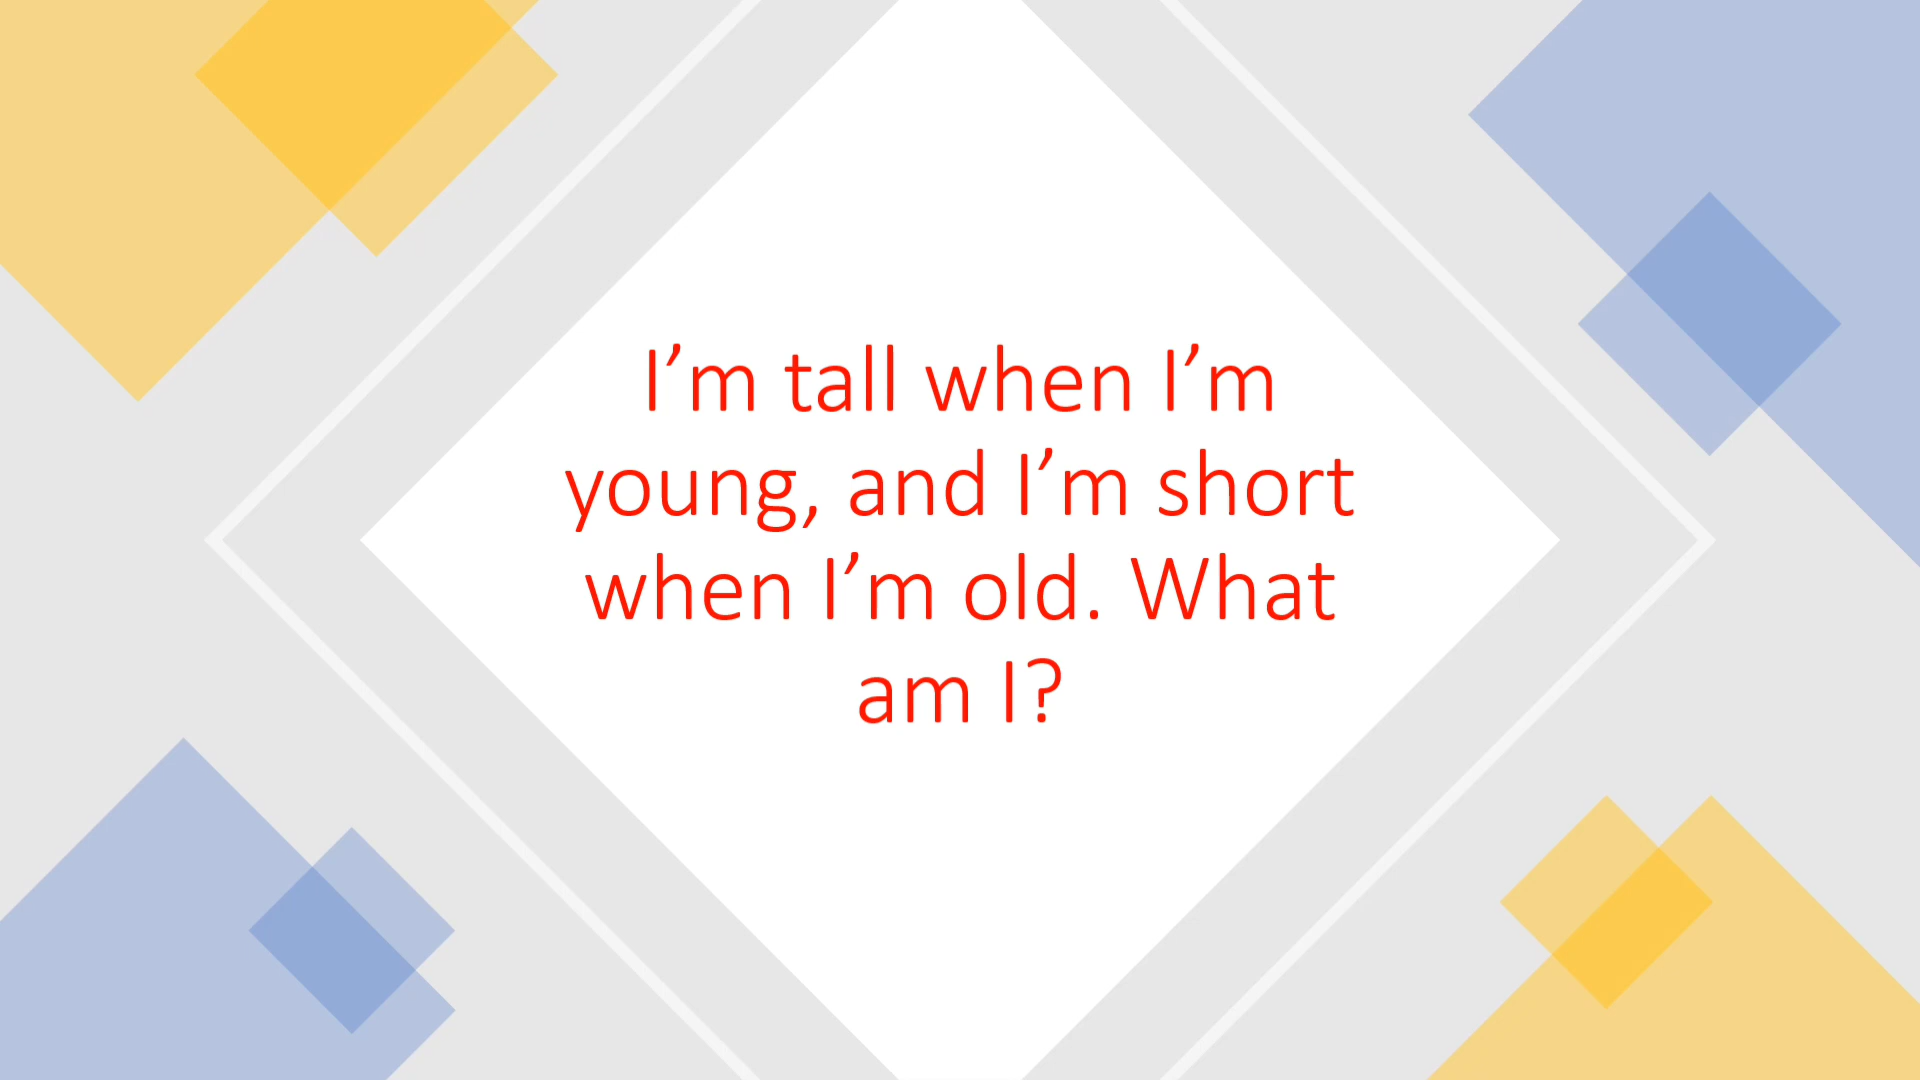 I’m tall when I’m
young, and I’m short
when I’m old. What
am I?